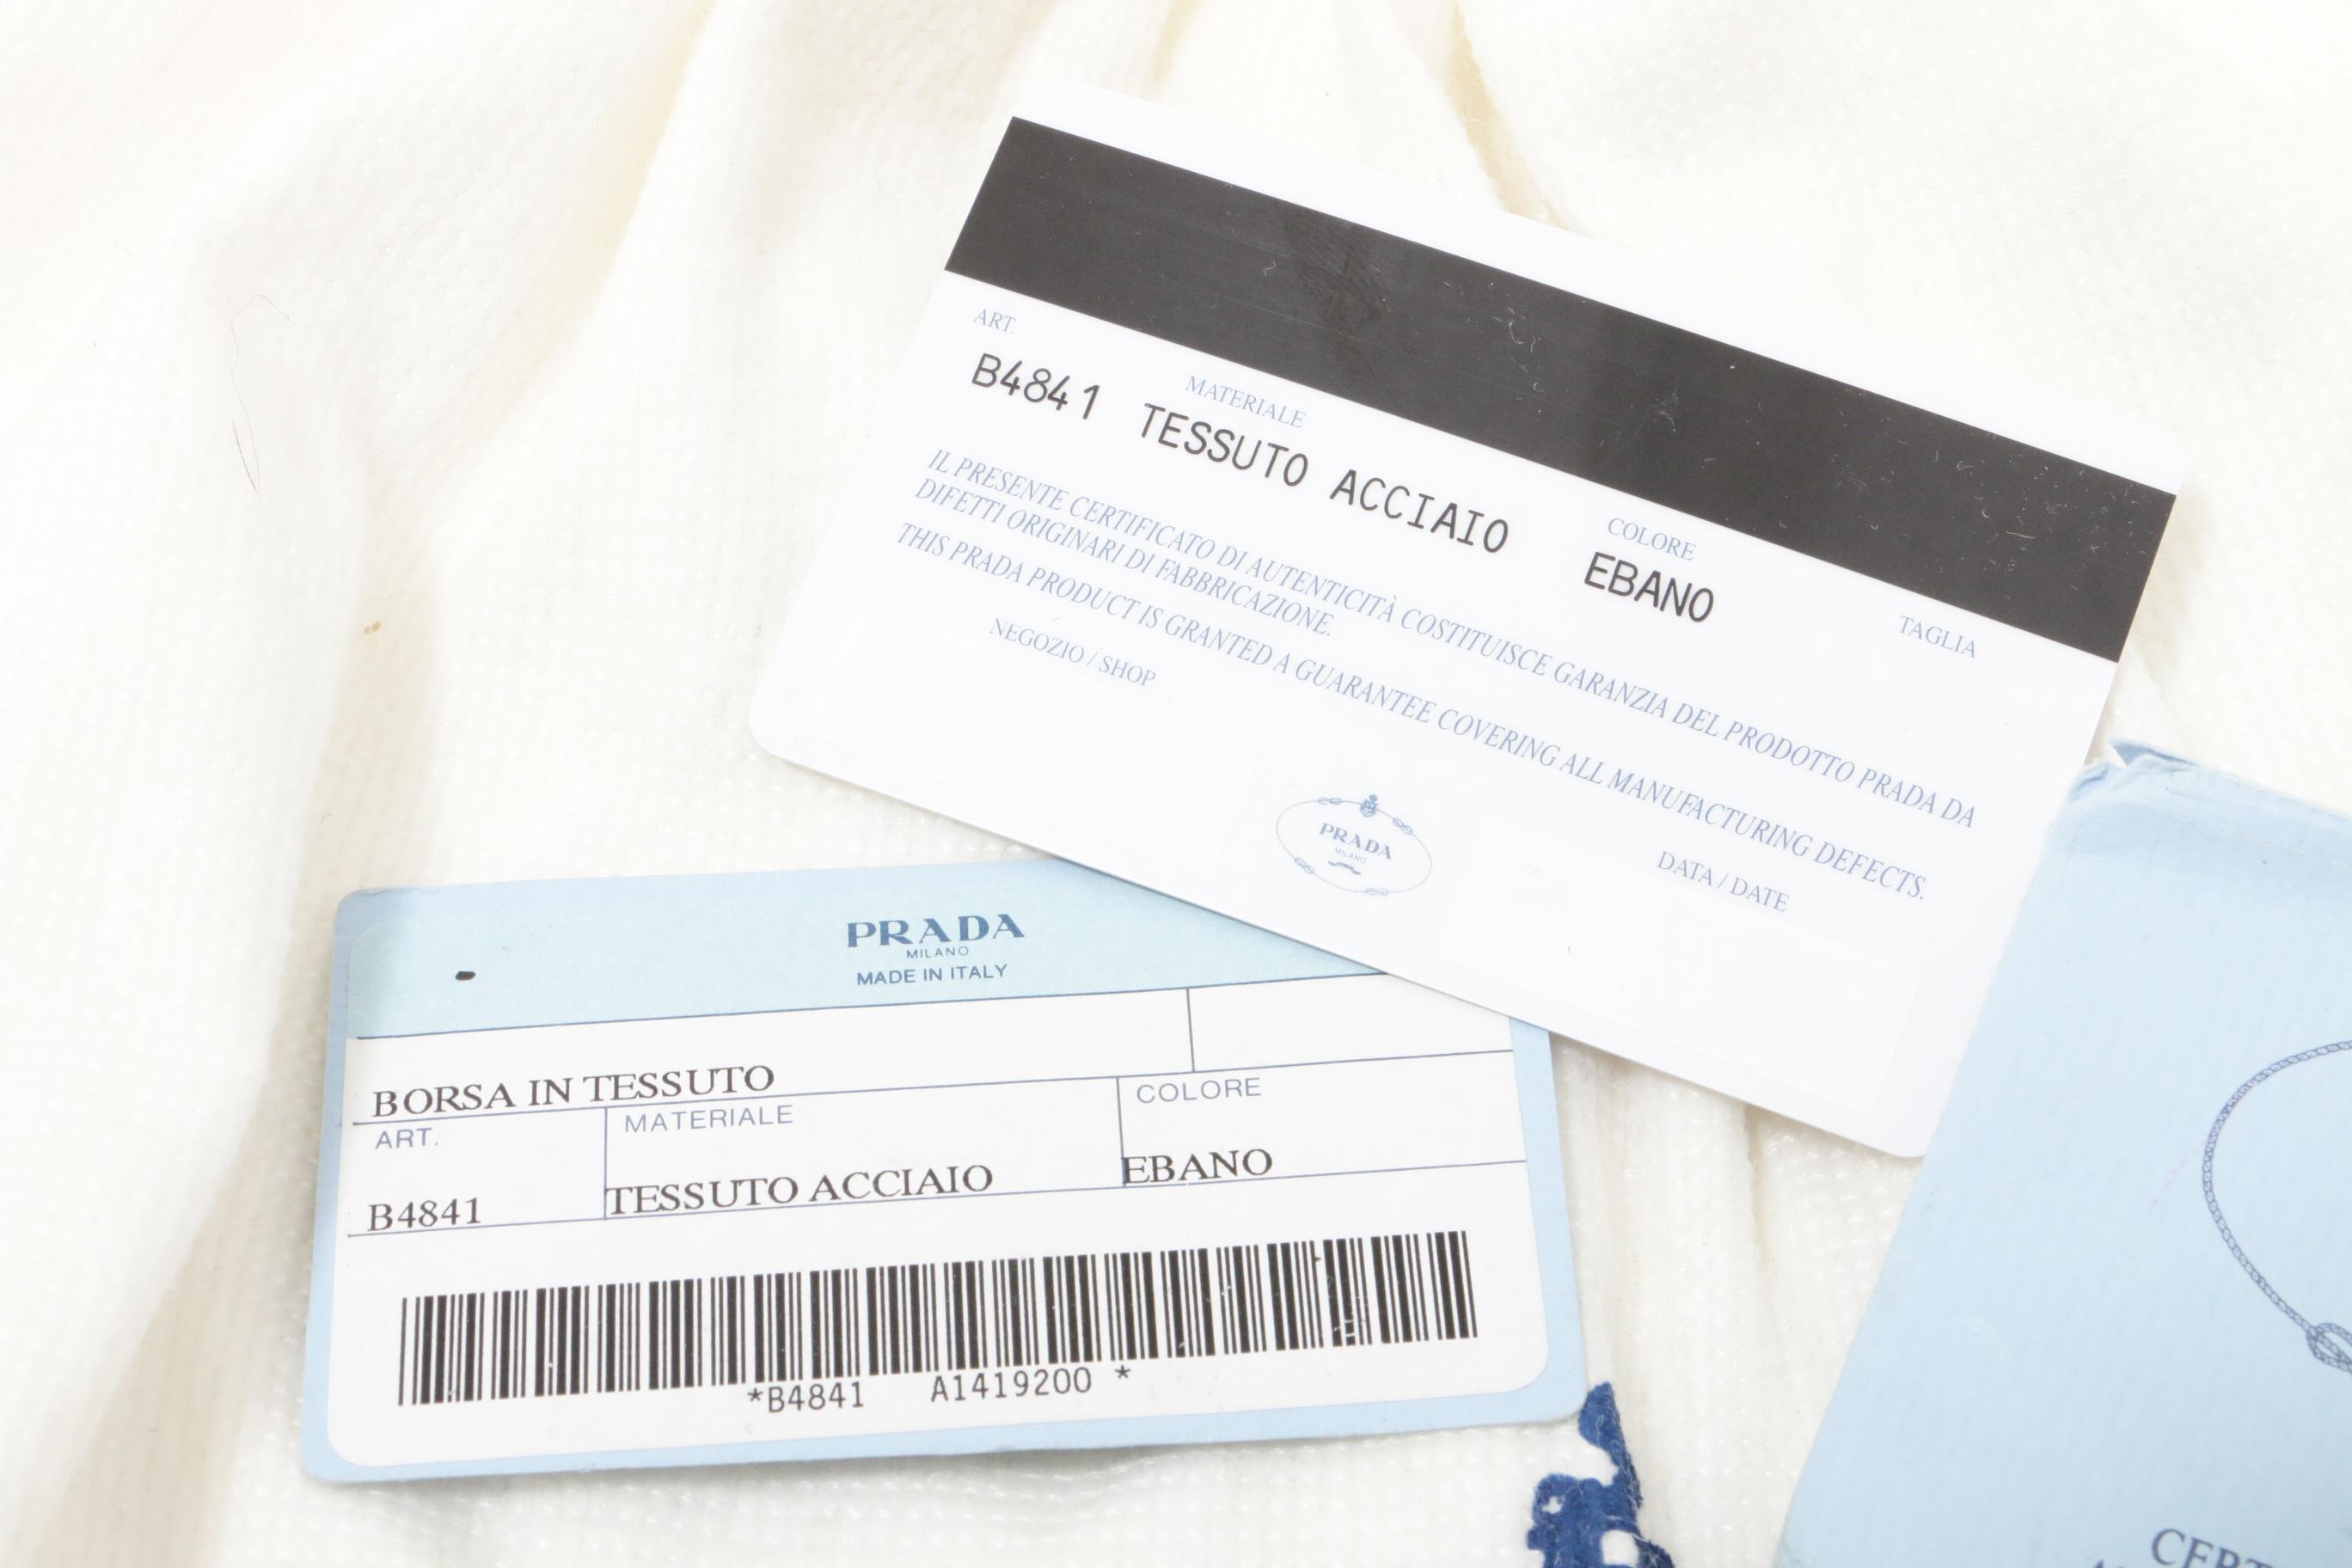 ART.
MATERIALE
COLORE
TAGLIA
B4841 TESSUTO ACCIAIO EBANO
IL PRESENTE CERTIFICATO DI AUTENTICITÀ COSTITUISCE GARANZIA DEL PRODOTTO PRADA DA
DIFETTI ORIGINARI DI FABBRICAZIONE.
THIS PRADA PRODUCT IS GRANTED A GUARANTEE COVERING ALL MANUFACTURING DEFECTS.
NEGOZIO / SHOP
DATA / DATE
PRADA
MILANO
PRADA
MILANO
MADE IN ITALY
BORSA IN TESSUTO
ART.
MATERIALE
COLORE
B4841
TESSUTO ACCIAIO
EBANO
*B4841 A1419200 *